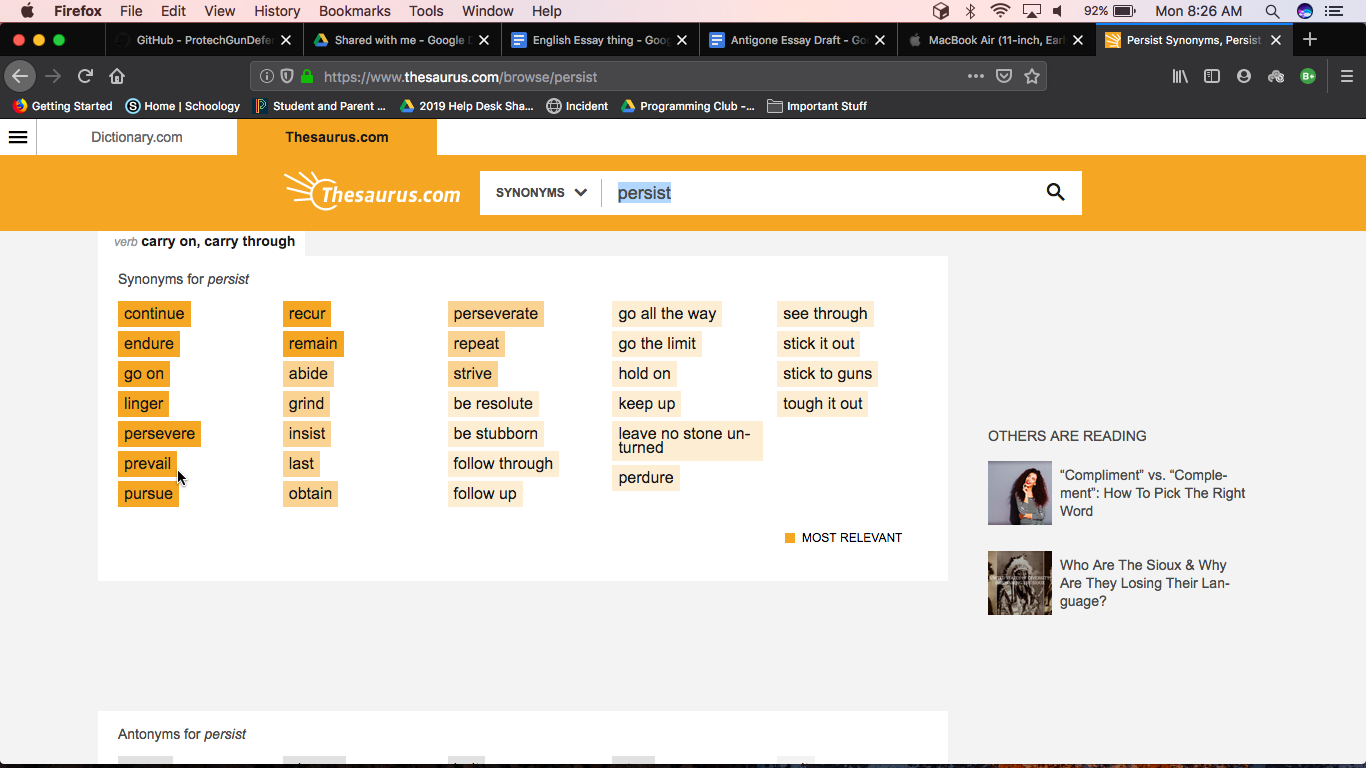 Firefox File Edit View History Bookmarks Tools Window Help 92% Mon 8:26 AM
GitHub - ProtechGunDefen Shared with me - Google D English Essay thing - Goog Antigone Essay Draft - Go MacBook Air (11-inch, Earl Persist Synonyms, Persist
https://www.thesaurus.com/browse/persist
Getting Started Home | Schoology Student and Parent ... 2019 Help Desk Sha... Incident Programming Club -... Important Stuff
Dictionary.com Thesaurus.com
Thesaurus.com SYNONYMS persist
verb carry on, carry through
Synonyms for persist
continue recur perseverate go all the way see through
endure remain repeat go the limit stick it out
go on abide strive hold on stick to guns
linger grind be resolute keep up tough it out
persevere insist be stubborn leave no stone un-
turned
prevail last follow through perdure
pursue obtain follow up
MOST RELEVANT
OTHERS ARE READING
“Compliment” vs. “Comple-
ment”: How To Pick The Right
Word
Who Are The Sioux & Why
Are They Losing Their Lan-
guage?
Antonyms for persist